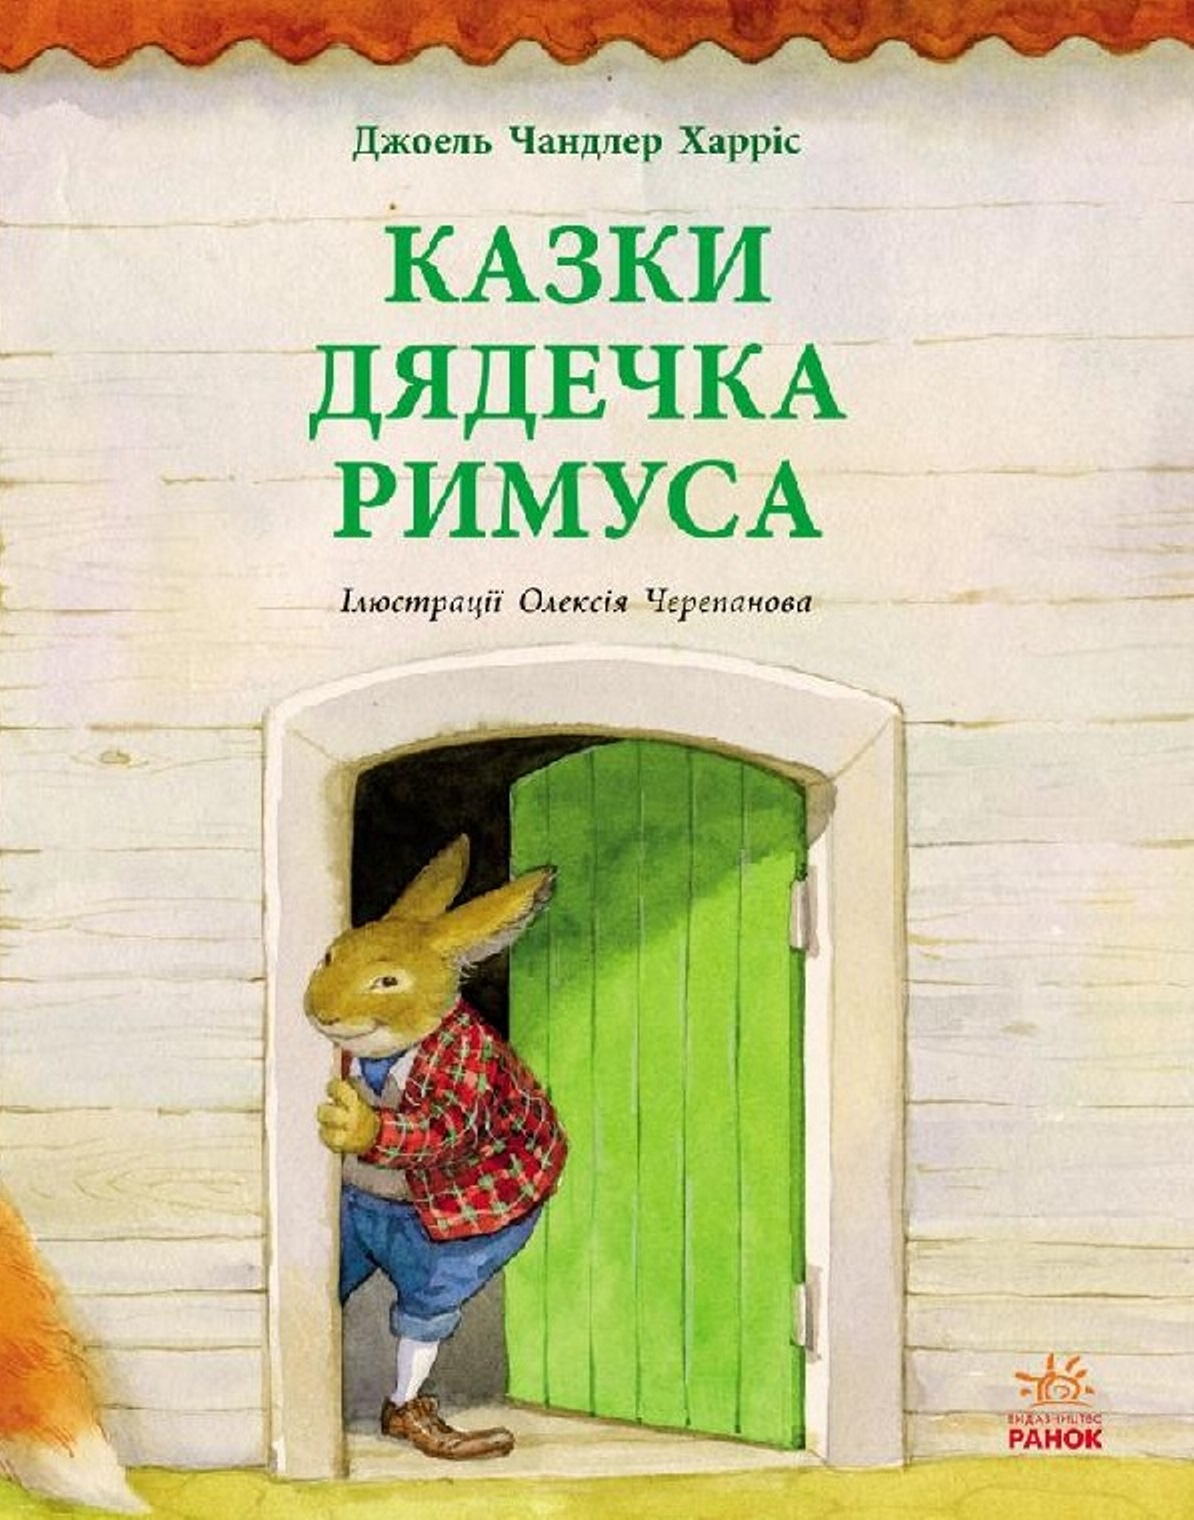 Джоель Чандлер Харріс
КАЗКИ
ДЯДЕЧКА
РИМУСА
Ілюстрації Олексія Черепанова
ВИДАВНИЦТВО
РАНОК